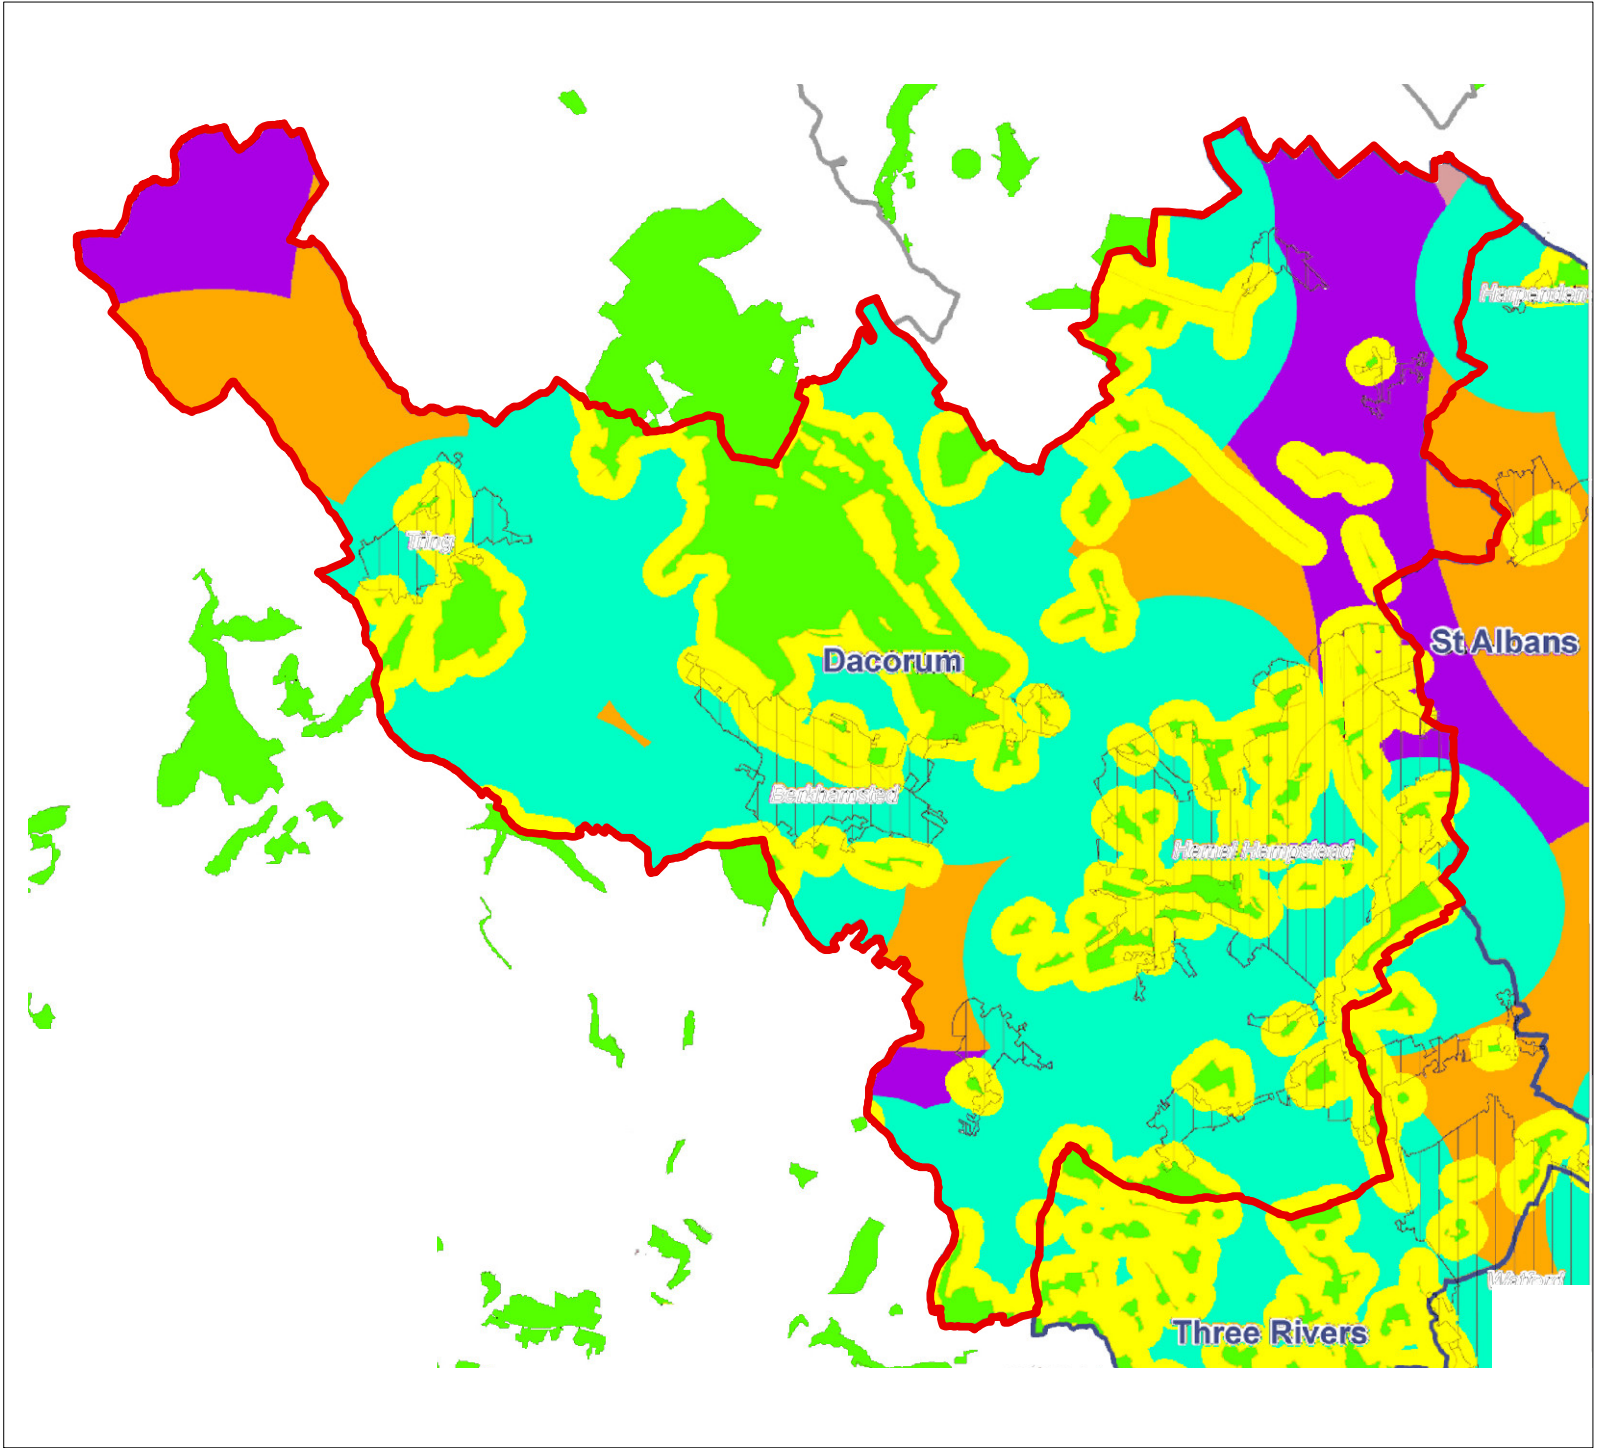 Harpenden
Tring
St Albans
Dacorum
Berkhamsted
Hemel Hempstead
Watford
Three Rivers